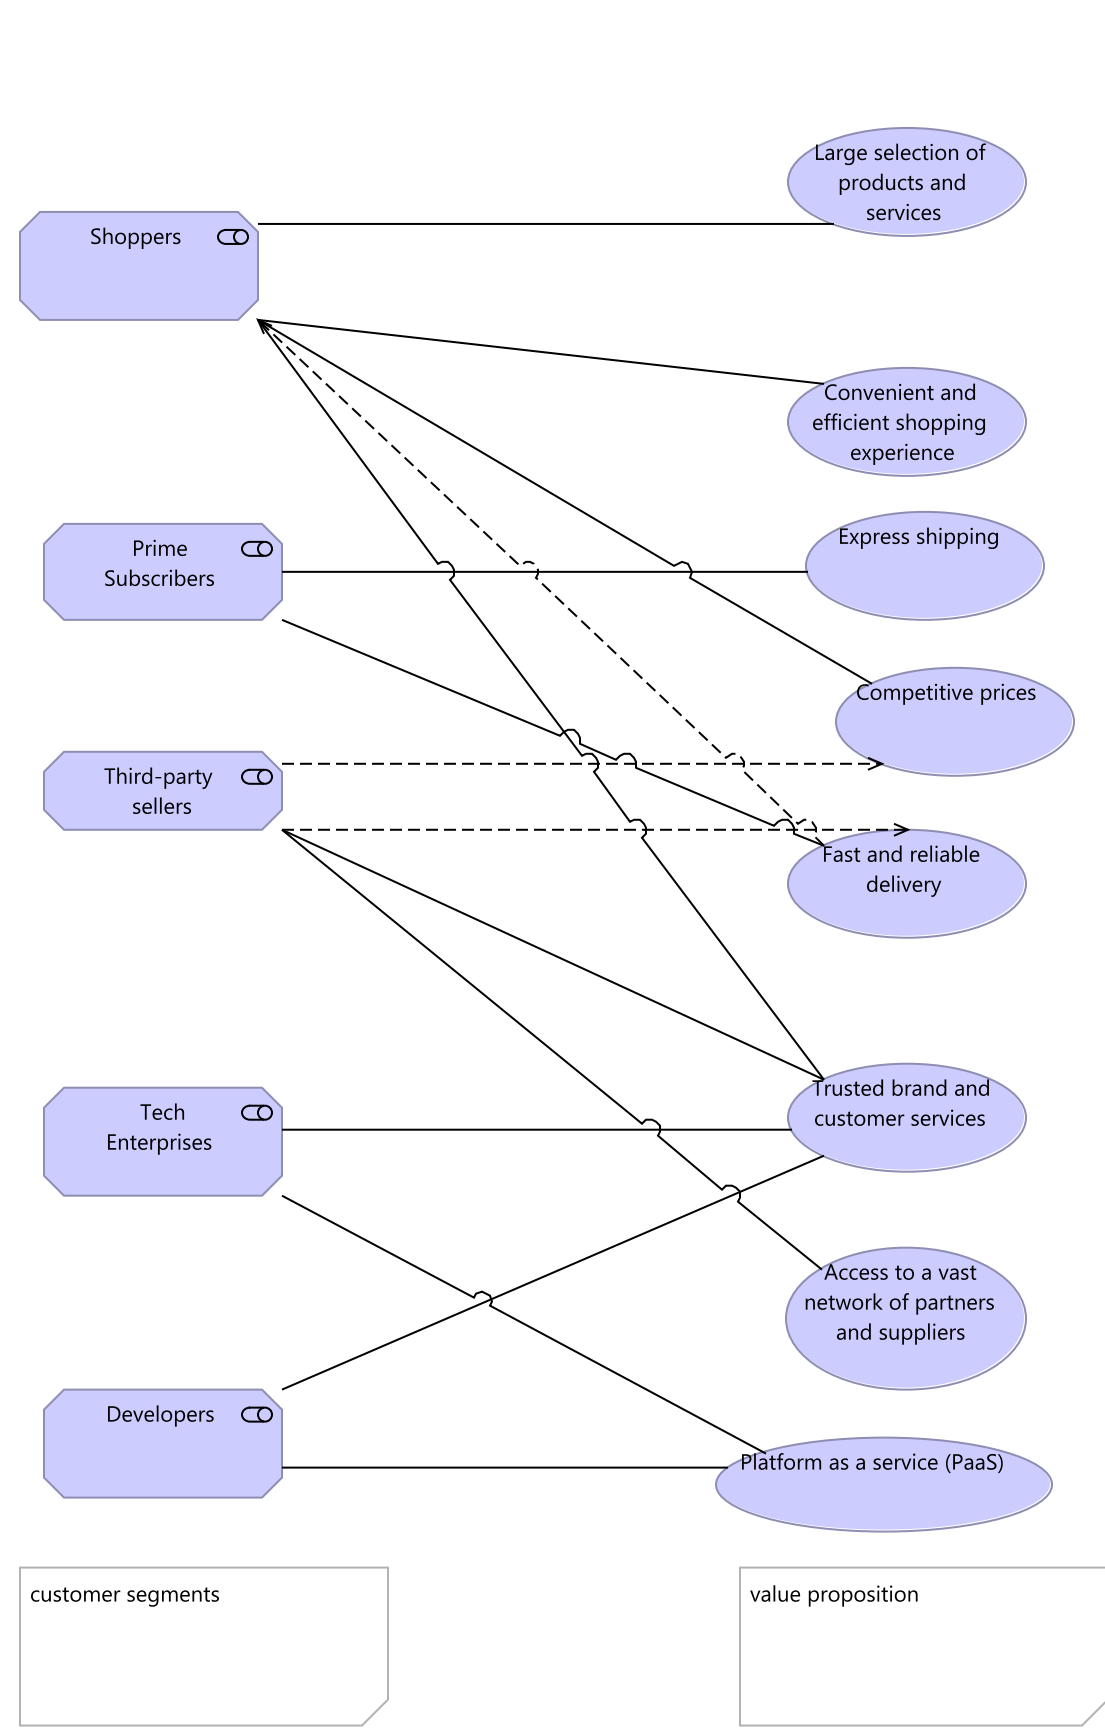 Large selection of
products and
services
Shoppers
Convenient and
efficient shopping
experience
Prime
Subscribers
Express shipping
Competitive prices
Third-party
sellers
Fast and reliable
delivery
Trusted brand and
customer services
Tech
Enterprises
Access to a vast
network of partners
and suppliers
Developers
Platform as a service (PaaS)
customer segments
value proposition